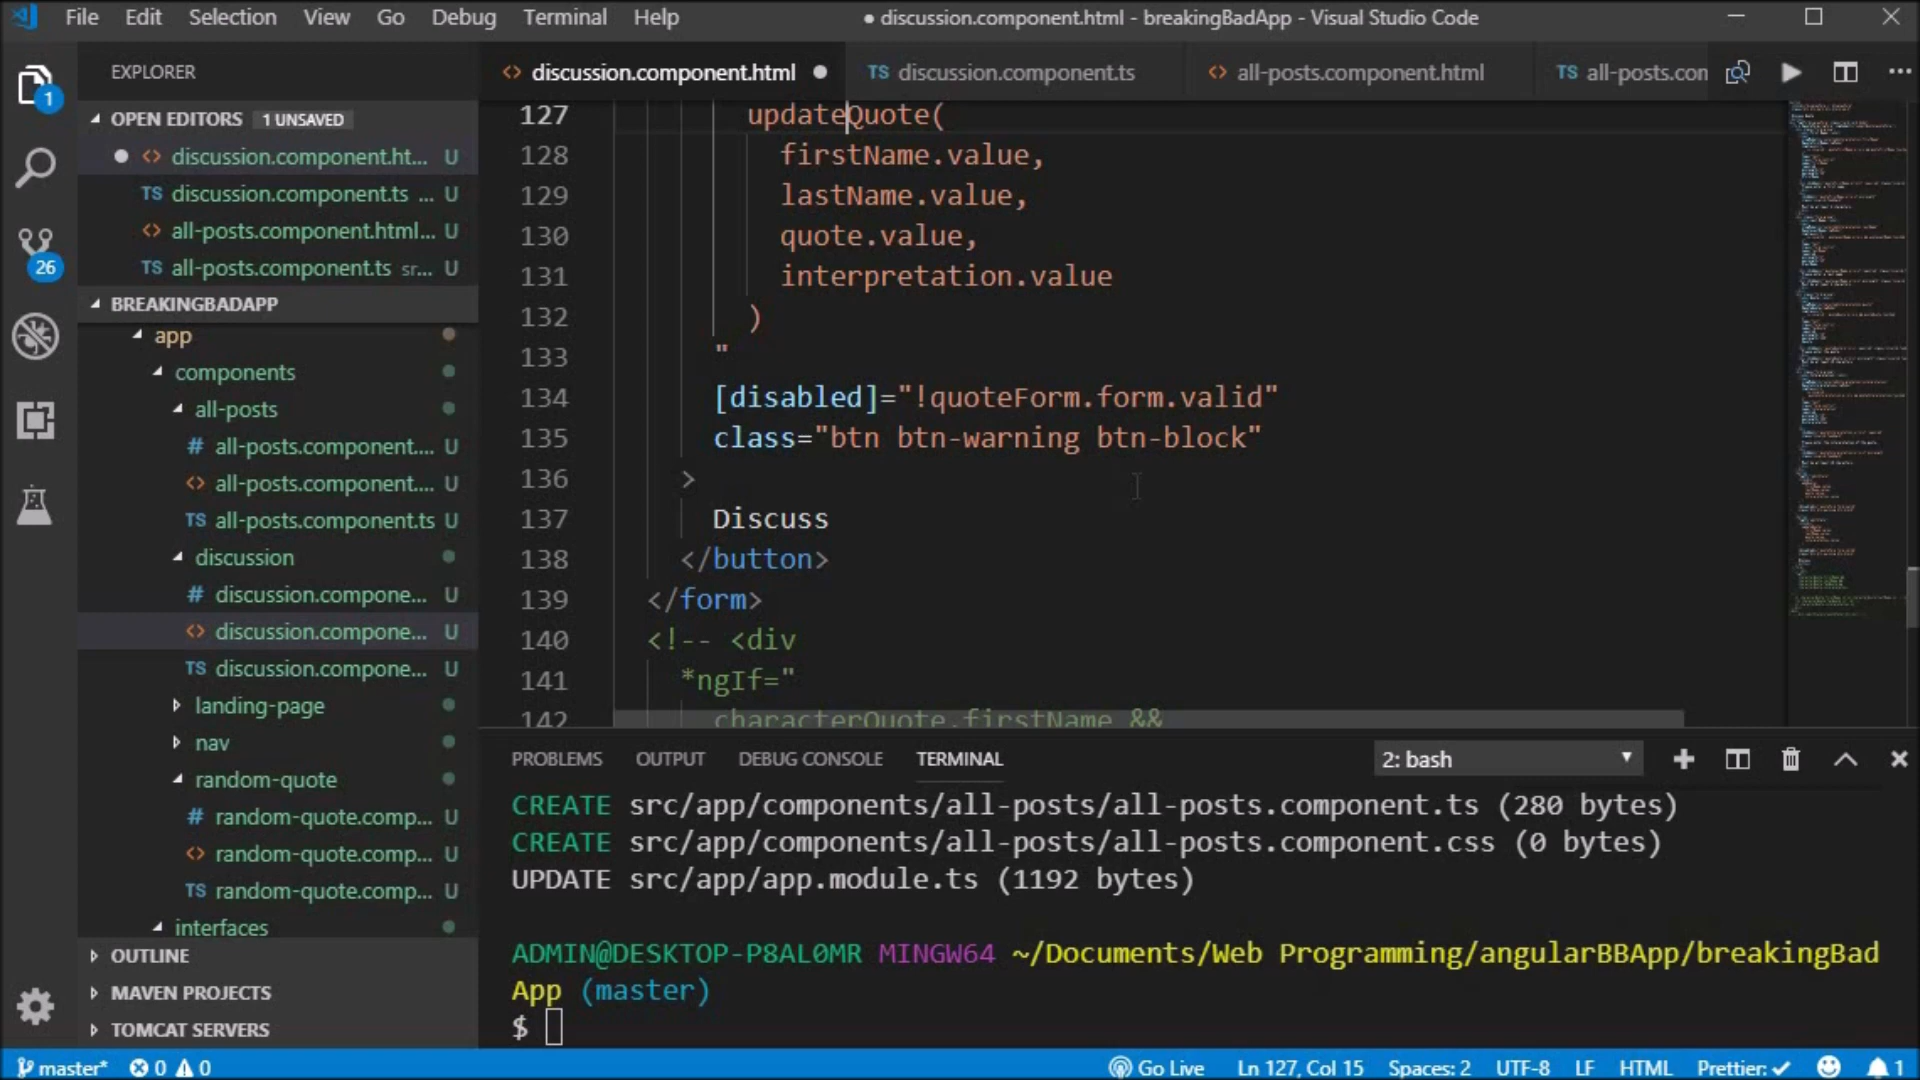 File Edit Selection View Go Debug Terminal Help
● discussion.component.html - breakingBadApp - Visual Studio Code
EXPLORER
<> discussion.component.html ●
TS discussion.component.ts
<> all-posts.component.html
TS all-posts.con
OPEN EDITORS 1 UNSAVED
<> discussion.component.ht... U
TS discussion.component.ts ... U
<> all-posts.component.html... U
TS all-posts.component.ts sr... U
BREAKINGBADAPP
app
components
all-posts
# all-posts.component.... U
<> all-posts.component.... U
TS all-posts.component.ts U
discussion
# discussion.compone... U
<> discussion.compone... U
TS discussion.compone... U
landing-page
nav
random-quote
# random-quote.comp... U
<> random-quote.comp... U
TS random-quote.comp... U
interfaces
OUTLINE
MAVEN PROJECTS
TOMCAT SERVERS
1
26
127 updateQuote(
128 firstName.value,
129 lastName.value,
130 quote.value,
131 interpretation.value
132 )
133 "
134 [disabled]="!quoteForm.form.valid"
135 class="btn btn-warning btn-block"
136 >
137 Discuss
138 </button>
139 </form>
140 <!-- <div
141 *ngIf="
142 characterQuote.firstName &&
PROBLEMS OUTPUT DEBUG CONSOLE TERMINAL 2: bash
CREATE src/app/components/all-posts/all-posts.component.ts (280 bytes)
CREATE src/app/components/all-posts/all-posts.component.css (0 bytes)
UPDATE src/app/app.module.ts (1192 bytes)
ADMIN@DESKTOP-P8AL0MR MINGW64 ~/Documents/Web Programming/angularBBApp/breakingBad
App (master)
$
master* 0 0 Go Live Ln 127, Col 15 Spaces: 2 UTF-8 LF HTML Prettier: ✓ 1